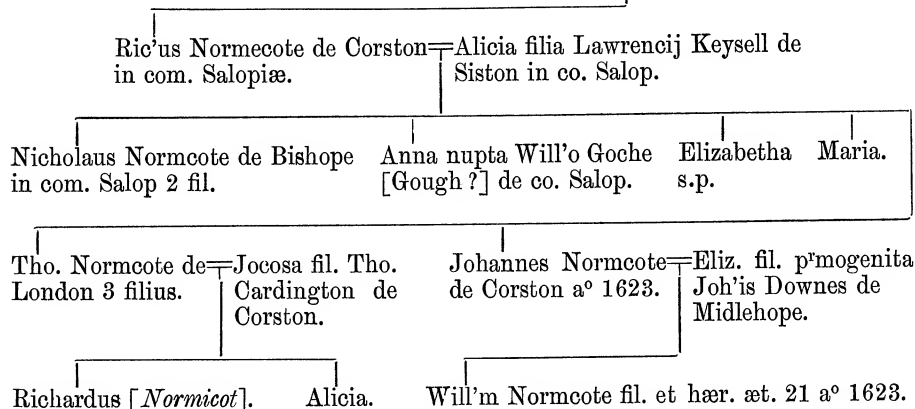 Ric'us Normecote de Corston=Alicia filia Lawrencij Keysell de
in com. Salopiæ. Siston in co. Salop.
Nicholaus Normcote de Bishope Anna nupta Will'o Goche Elizabetha Maria.
in com. Salop 2 fil. [Gough?] de co. Salop. s.p.
Tho. Normcote de=Jocosa fil. Tho. Johannes Normcote=Eliz. fil. pʳmogenita
London 3 filius. Cardington de de Corston aº 1623. Joh'is Downes de
Corston. Midlehope.
Richardus [Normicot]. Alicia. Will'm Normcote fil. et hær. æt. 21 aº 1623.